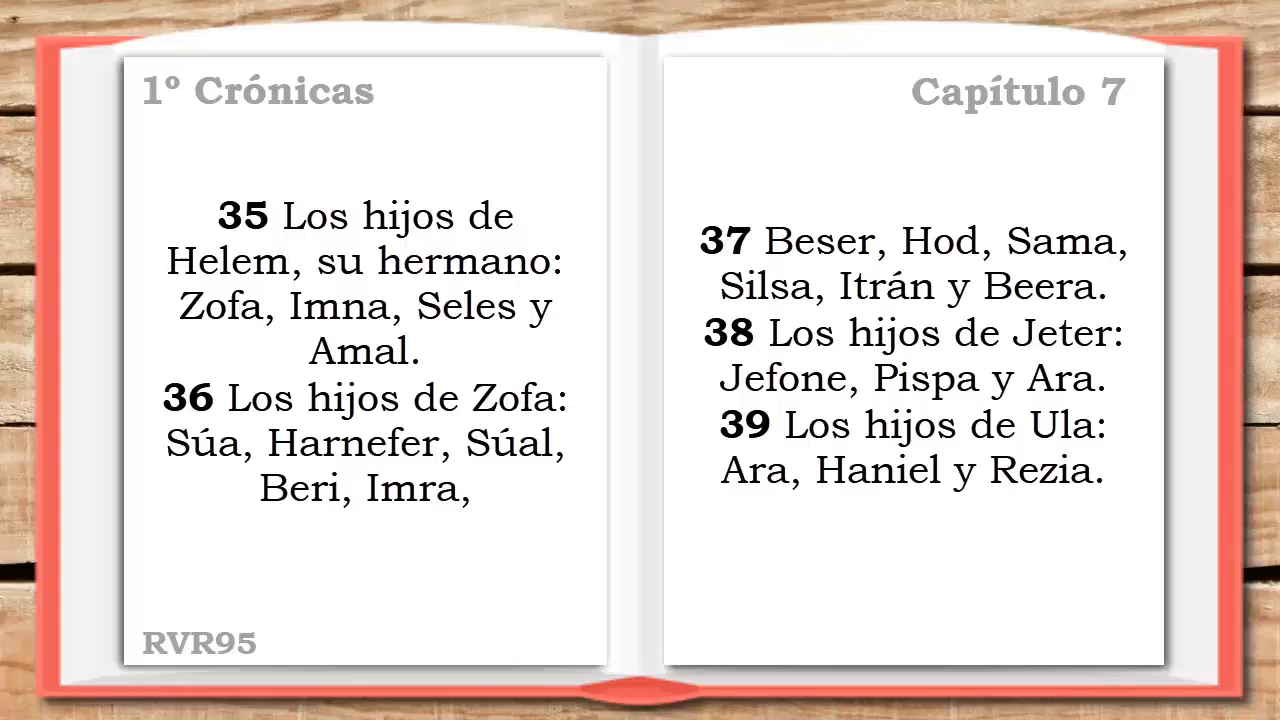 1º Crónicas
35 Los hijos de
Helem, su hermano:
Zofa, Imna, Seles y
Amal.
36 Los hijos de Zofa:
Súa, Harnefer, Súal,
Beri, Imra,
RVR95
Capítulo 7
37 Beser, Hod, Sama,
Silsa, Itrán y Beera.
38 Los hijos de Jeter:
Jefone, Pispa y Ara.
39 Los hijos de Ula:
Ara, Haniel y Rezia.